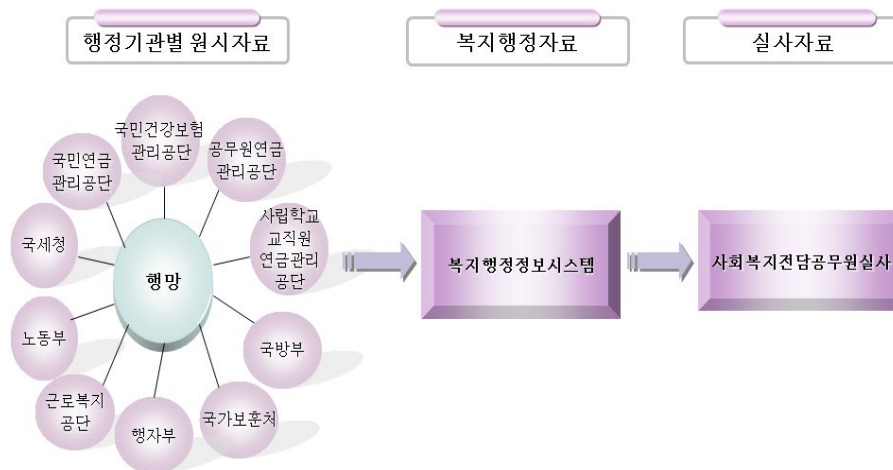 행정기관별 원시자료
복지행정자료
실사자료
국민건강보험
관리공단
국민연금
관리공단
공무원연금
관리공단
사립학교
교직원
연금관리
공단
국세청
행망
노동부
국방부
근로복지
공단
행자부
국가보훈처
복지행정정보시스템
사회복지전담공무원실사